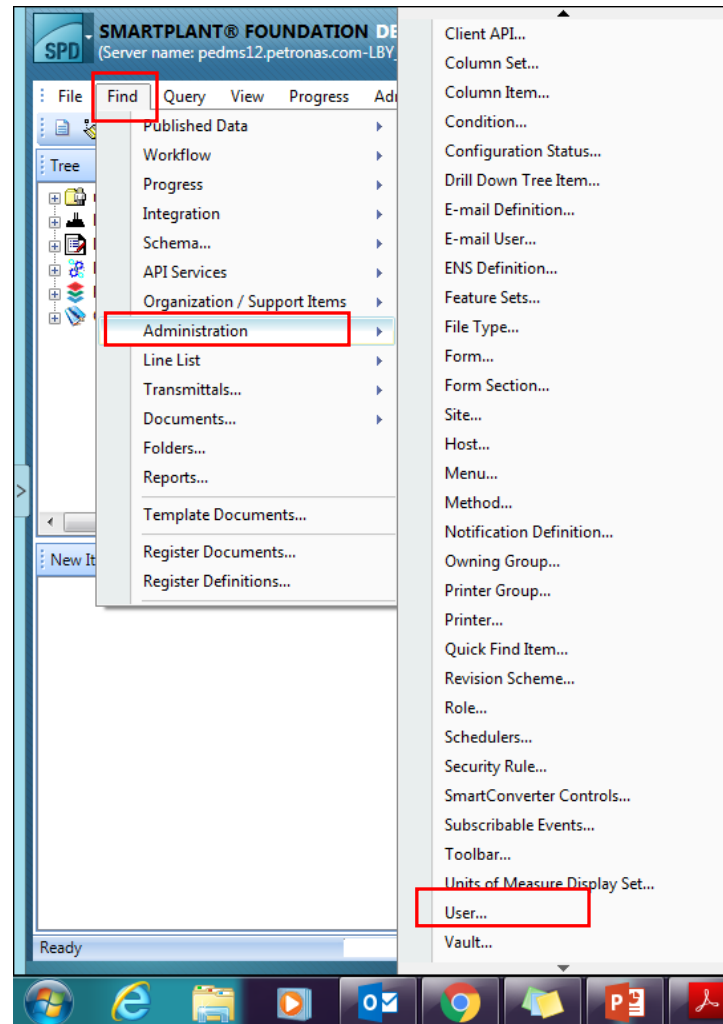 SPD
SMARTPLANT® FOUNDATION DE
(Server name: pedms12.petronas.com-LBY_
File Find Query View Progress
Tree
Published Data
Workflow
Progress
Integration
Schema...
API Services
Organization / Support Items
Administration
Line List
Transmittals...
Documents...
Folders...
Reports...
Template Documents...
Register Documents...
Register Definitions...
New It
Ready
Client API...
Column Set...
Column Item...
Condition...
Configuration Status...
Drill Down Tree Item...
E-mail Definition...
E-mail User...
ENS Definition...
Feature Sets...
File Type...
Form...
Form Section...
Site...
Host...
Menu...
Method...
Notification Definition...
Owning Group...
Printer Group...
Printer...
Quick Find Item...
Revision Scheme...
Role...
Schedulers...
Security Rule...
SmartConverter Controls...
Subscribable Events...
Toolbar...
Units of Measure Display Set...
User...
Vault...